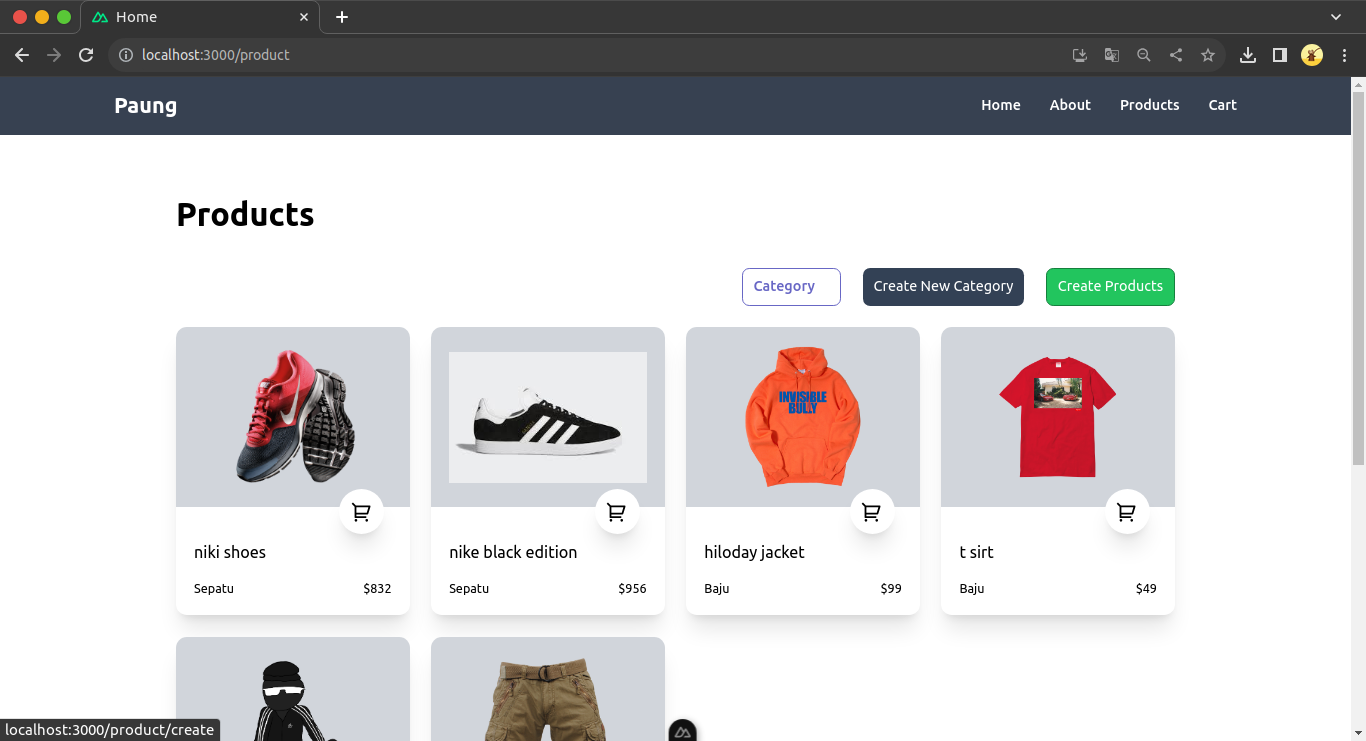 Home
localhost:3000/product
Paung
Home About Products Cart
Products
Category Create New Category Create Products
INVISIBLE
BULLY
niki shoes nike black edition hiloday jacket t sirt
Sepatu $832 Sepatu $956 Baju $99 Baju $49
localhost:3000/product/create